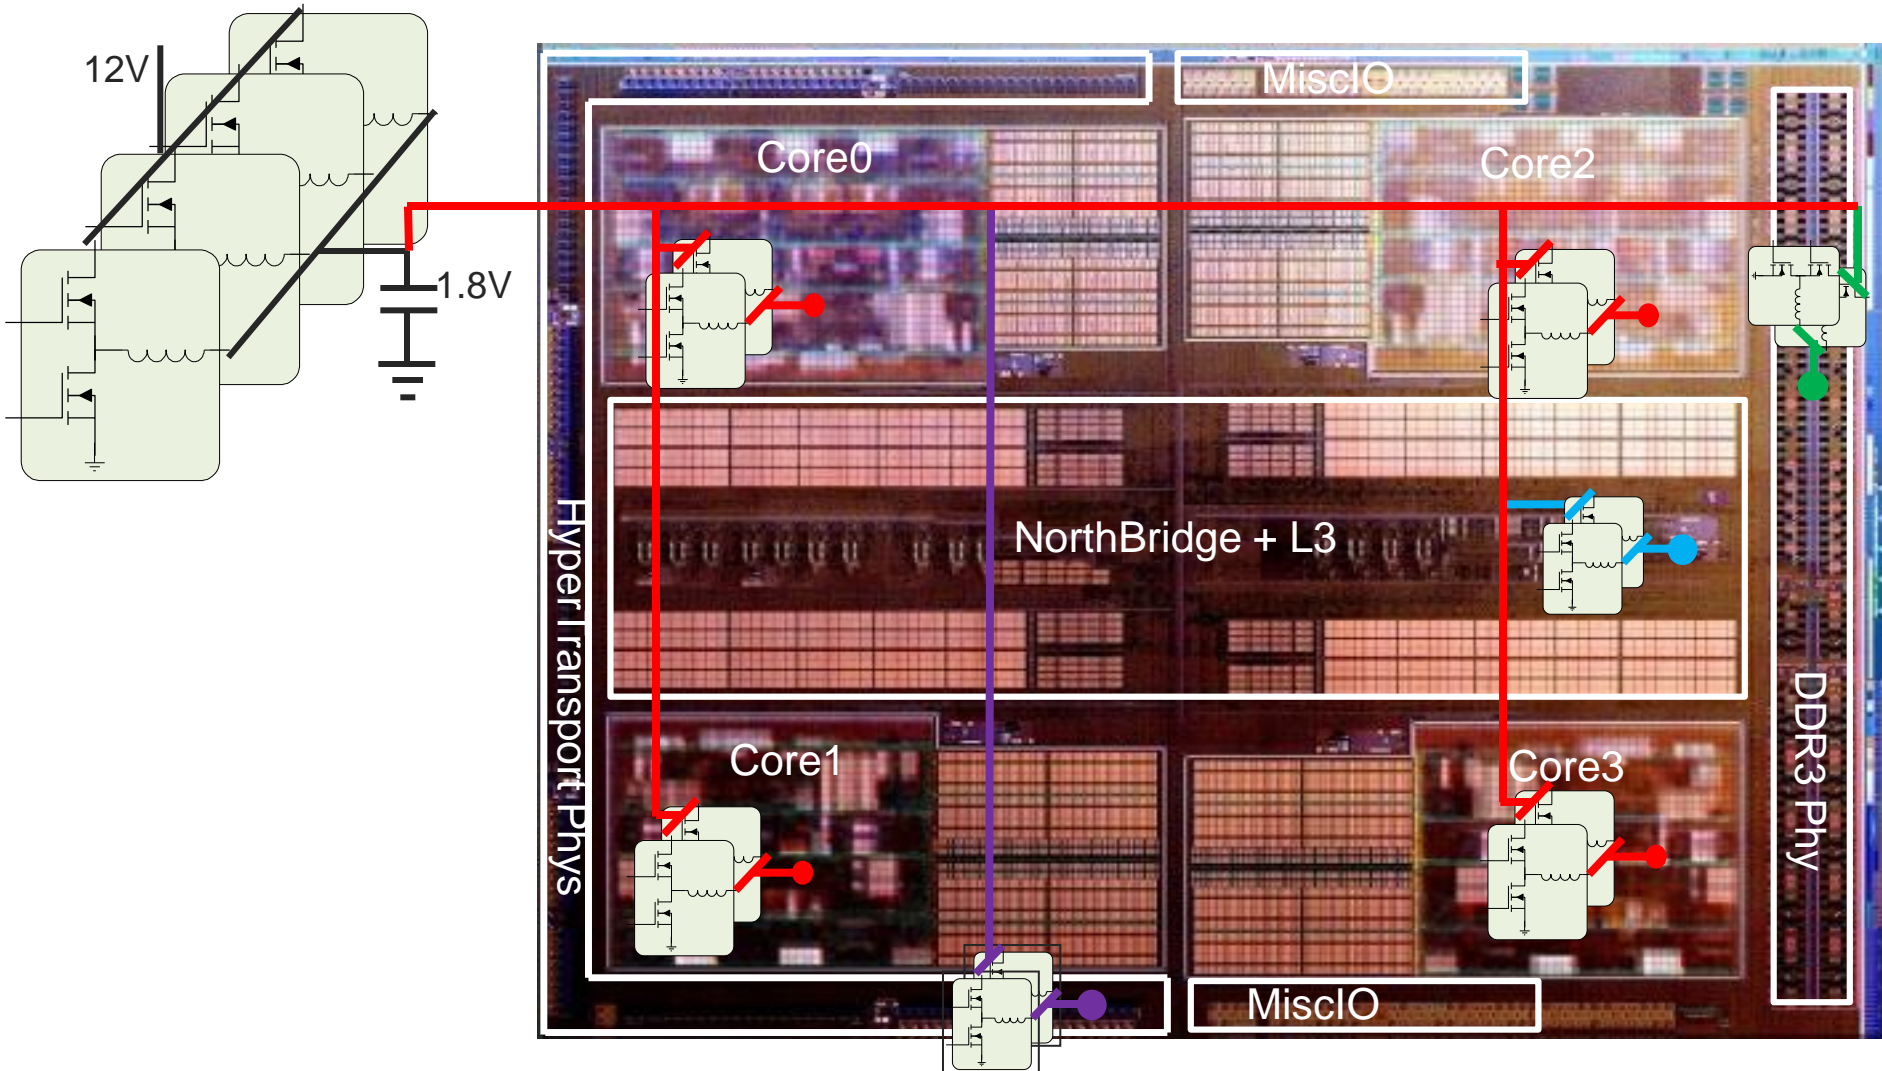 12V
1.8V
MiscIO
Core0
Core2
NorthBridge + L3
HyperTransport Phys
DDR3 Phy
Core1
Core3
MiscIO